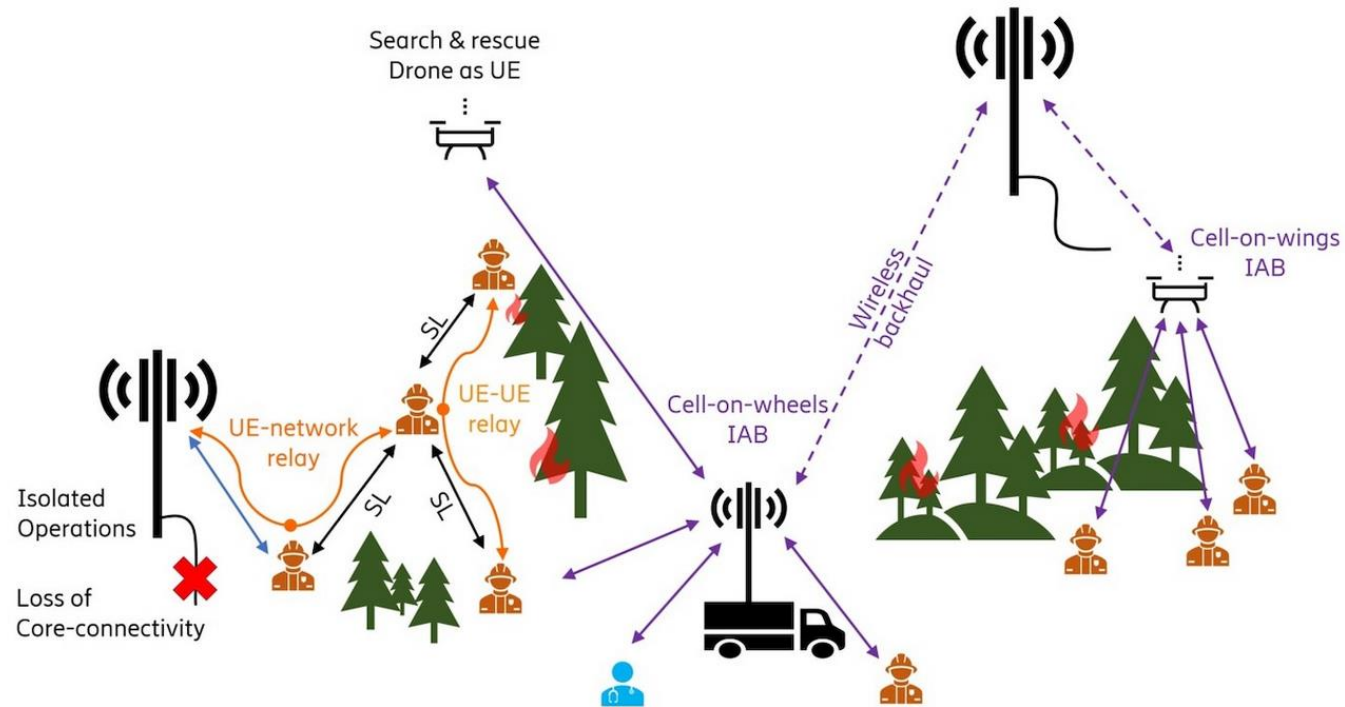 Search & rescue
Drone as UE
Cell-on-wings
IAB
Wireless
backhaul
SL
UE-UE
relay
Cell-on-wheels
IAB
UE-network
relay
SL
SL
Isolated
Operations
Loss of
Core-connectivity